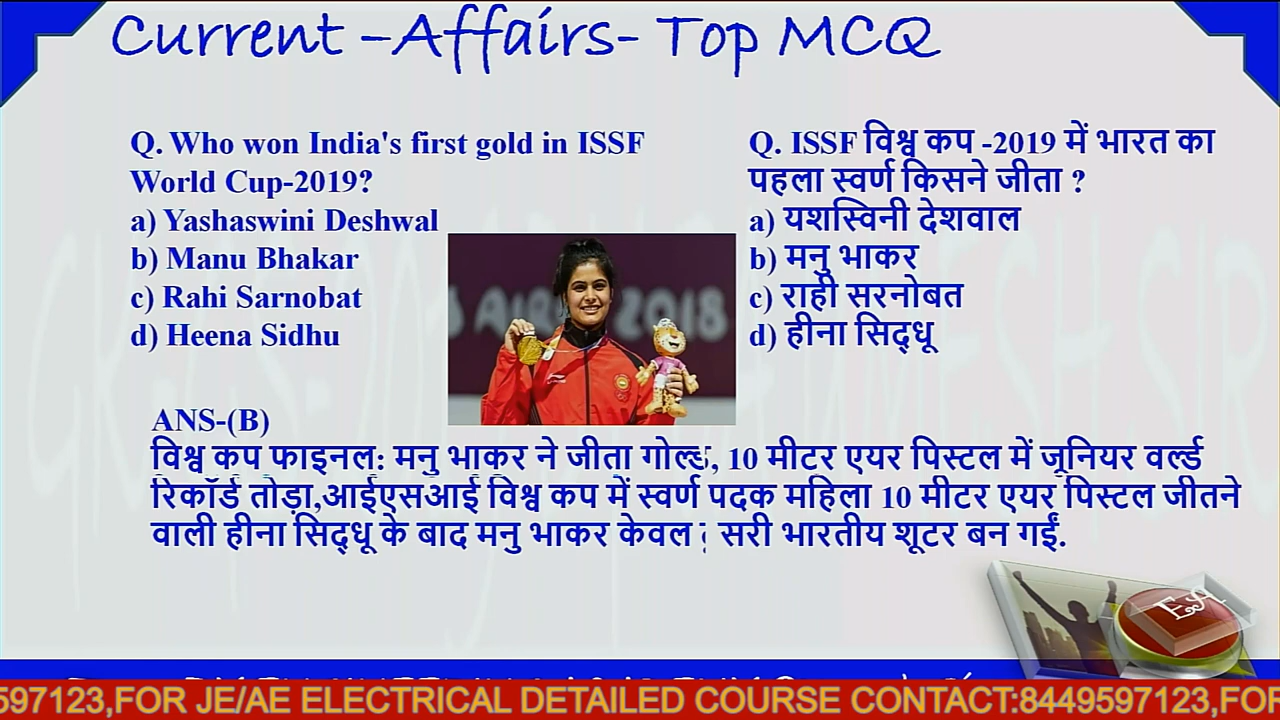 Current –Affairs- Top MCQ
Q. Who won India's first gold in ISSF
World Cup-2019?
a) Yashaswini Deshwal
b) Manu Bhakar
c) Rahi Sarnobat
d) Heena Sidhu
Q. ISSF विश्व कप -2019 में भारत का
पहला स्वर्ण किसने जीता ?
a) यशस्विनी देशवाल
b) मनु भाकर
c) राही सरनोबत
d) हीना सिद्धू
ANS-(B)
विश्व कप फाइनल: मनु भाकर ने जीता गोल्ड, 10 मीटर एयर पिस्टल में जूनियर वर्ल्ड
रिकॉर्ड तोड़ा,आईएसआई विश्व कप में स्वर्ण पदक महिला 10 मीटर एयर पिस्टल जीतने
वाली हीना सिद्धू के बाद मनु भाकर केवल दूसरी भारतीय शूटर बन गईं.
2018
EA
597123,FOR JE/AE ELECTRICAL DETAILED COURSE CONTACT:8449597123,FOR